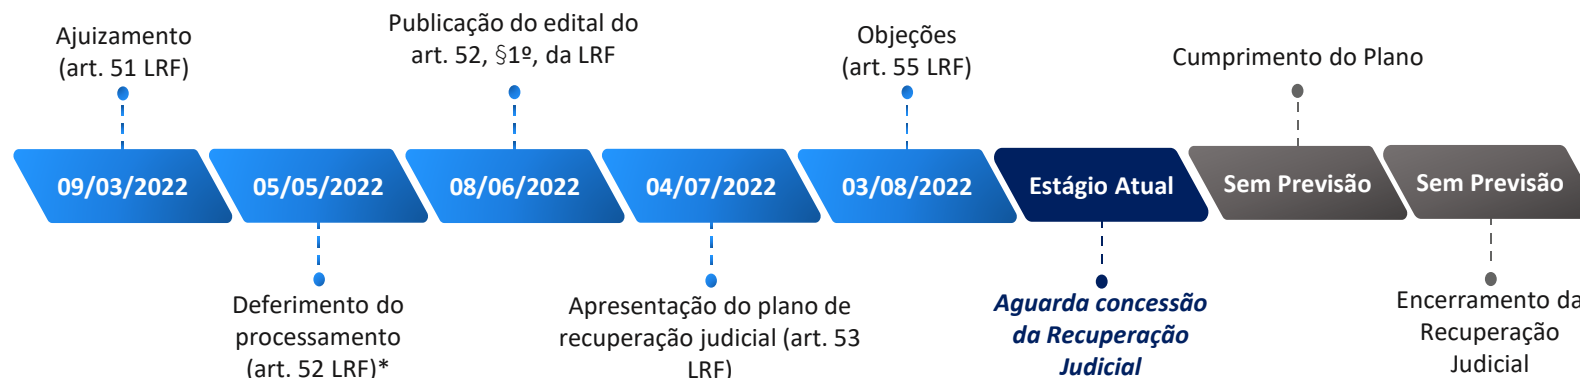 Ajuizamento
(art. 51 LRF)
Publicação do edital do
art. 52, §1º, da LRF
Objeções
(art. 55 LRF)
Cumprimento do Plano
09/03/2022
05/05/2022
08/06/2022
04/07/2022
03/08/2022
Estágio Atual
Sem Previsão
Sem Previsão
Deferimento do
processamento
(art. 52 LRF)*
Apresentação do plano de
recuperação judicial (art. 53
LRF)
Aguarda concessão
da Recuperação
Judicial
Encerramento da
Recuperação
Judicial